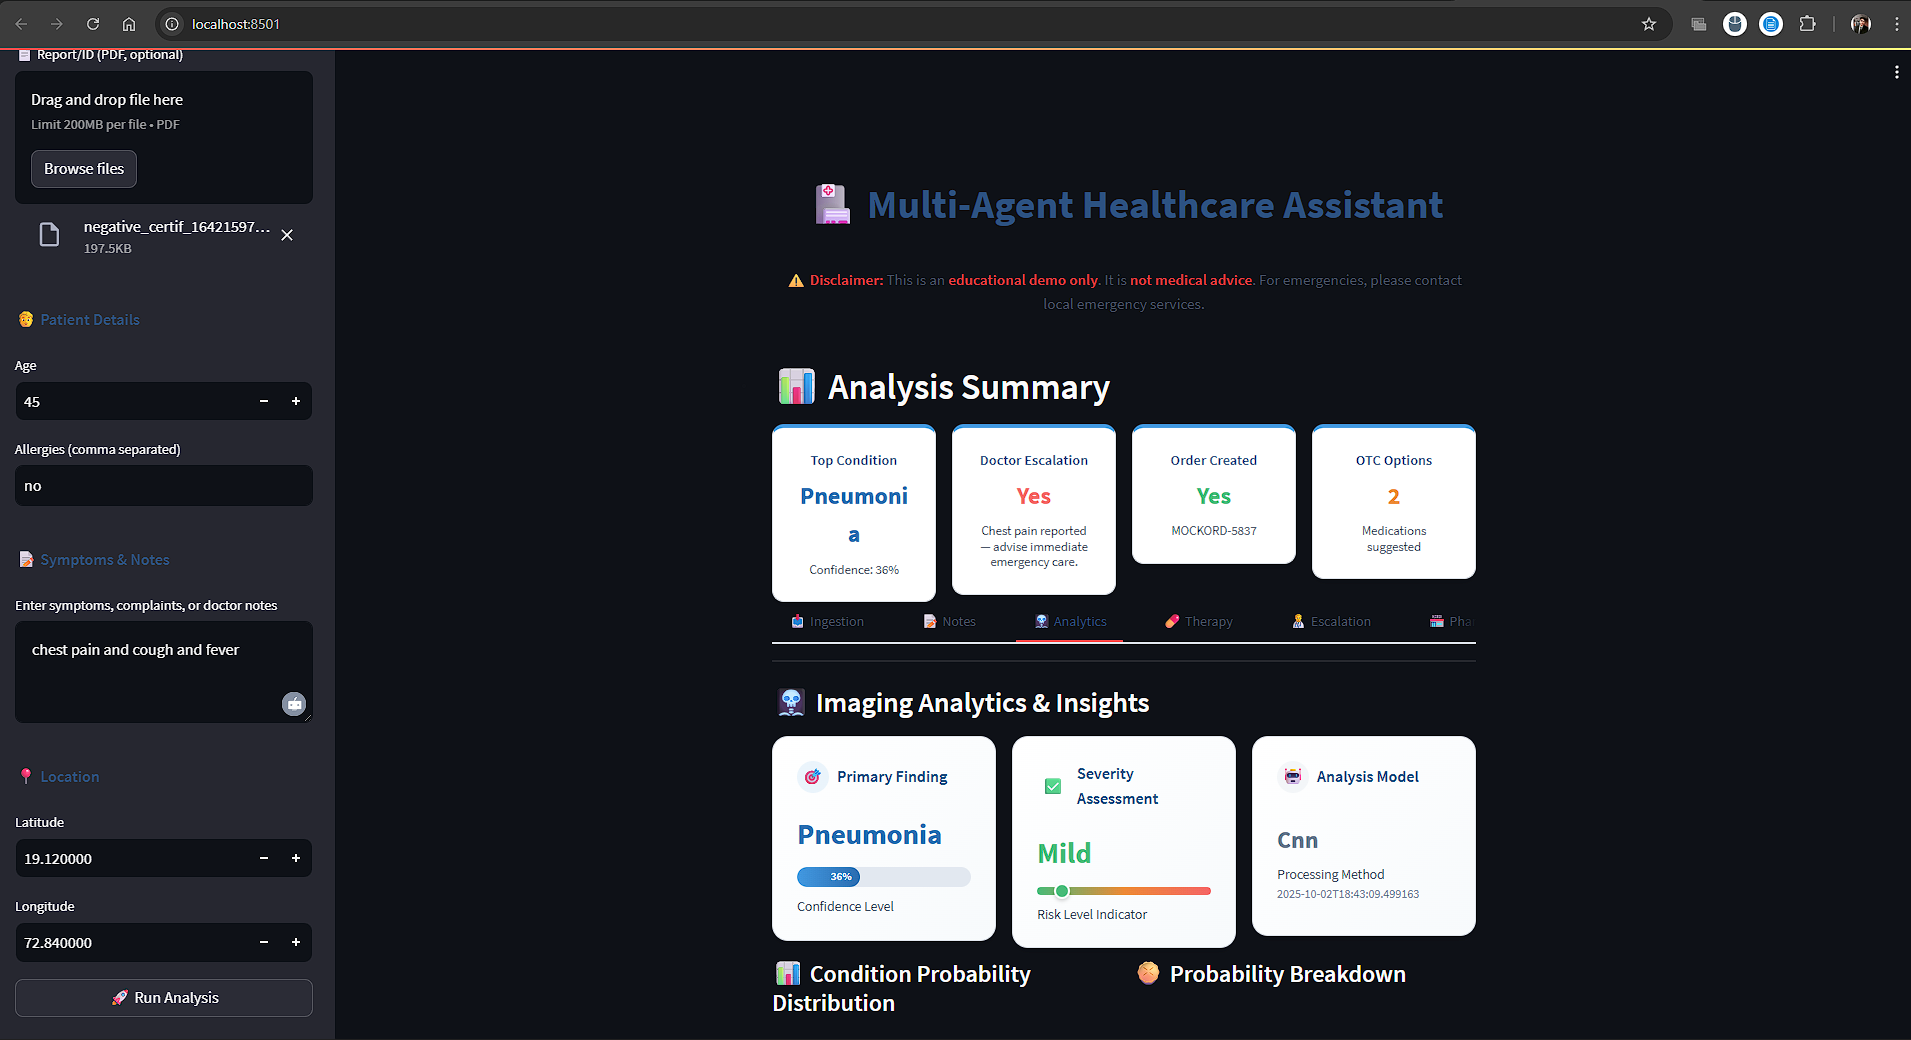 localhost:8501
Report/ID (PDF, optional)
Drag and drop file here
Limit 200MB per file • PDF
Browse files
negative_certif_16421597...
197.5KB
Patient Details
Age
45
Allergies (comma separated)
no
Symptoms & Notes
Enter symptoms, complaints, or doctor notes
chest pain and cough and fever
Location
Latitude
19.120000
Longitude
72.840000
Run Analysis
Multi-Agent Healthcare Assistant
Disclaimer: This is an educational demo only. It is not medical advice. For emergencies, please contact
local emergency services.
Analysis Summary
Top Condition
Pneumoni
a
Confidence: 36%
Doctor Escalation
Yes
Chest pain reported
— advise immediate
emergency care.
Order Created
Yes
MOCKORD-5837
OTC Options
2
Medications
suggested
Ingestion
Notes
Analytics
Therapy
Escalation
Pha
Imaging Analytics & Insights
Primary Finding
Pneumonia
36%
Confidence Level
Severity
Assessment
Mild
Risk Level Indicator
Analysis Model
Cnn
Processing Method
2025-10-02T18:43:09.499163
Condition Probability
Distribution
Probability Breakdown